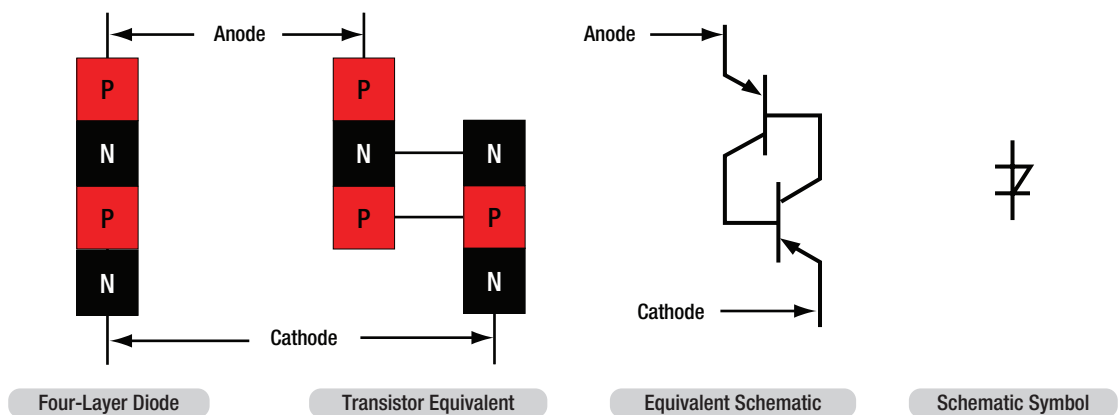 Anode
Anode
P
P
N
N
N
P
P
P
N
N
Cathode
Cathode
Four-Layer Diode
Transistor Equivalent
Equivalent Schematic
Schematic Symbol